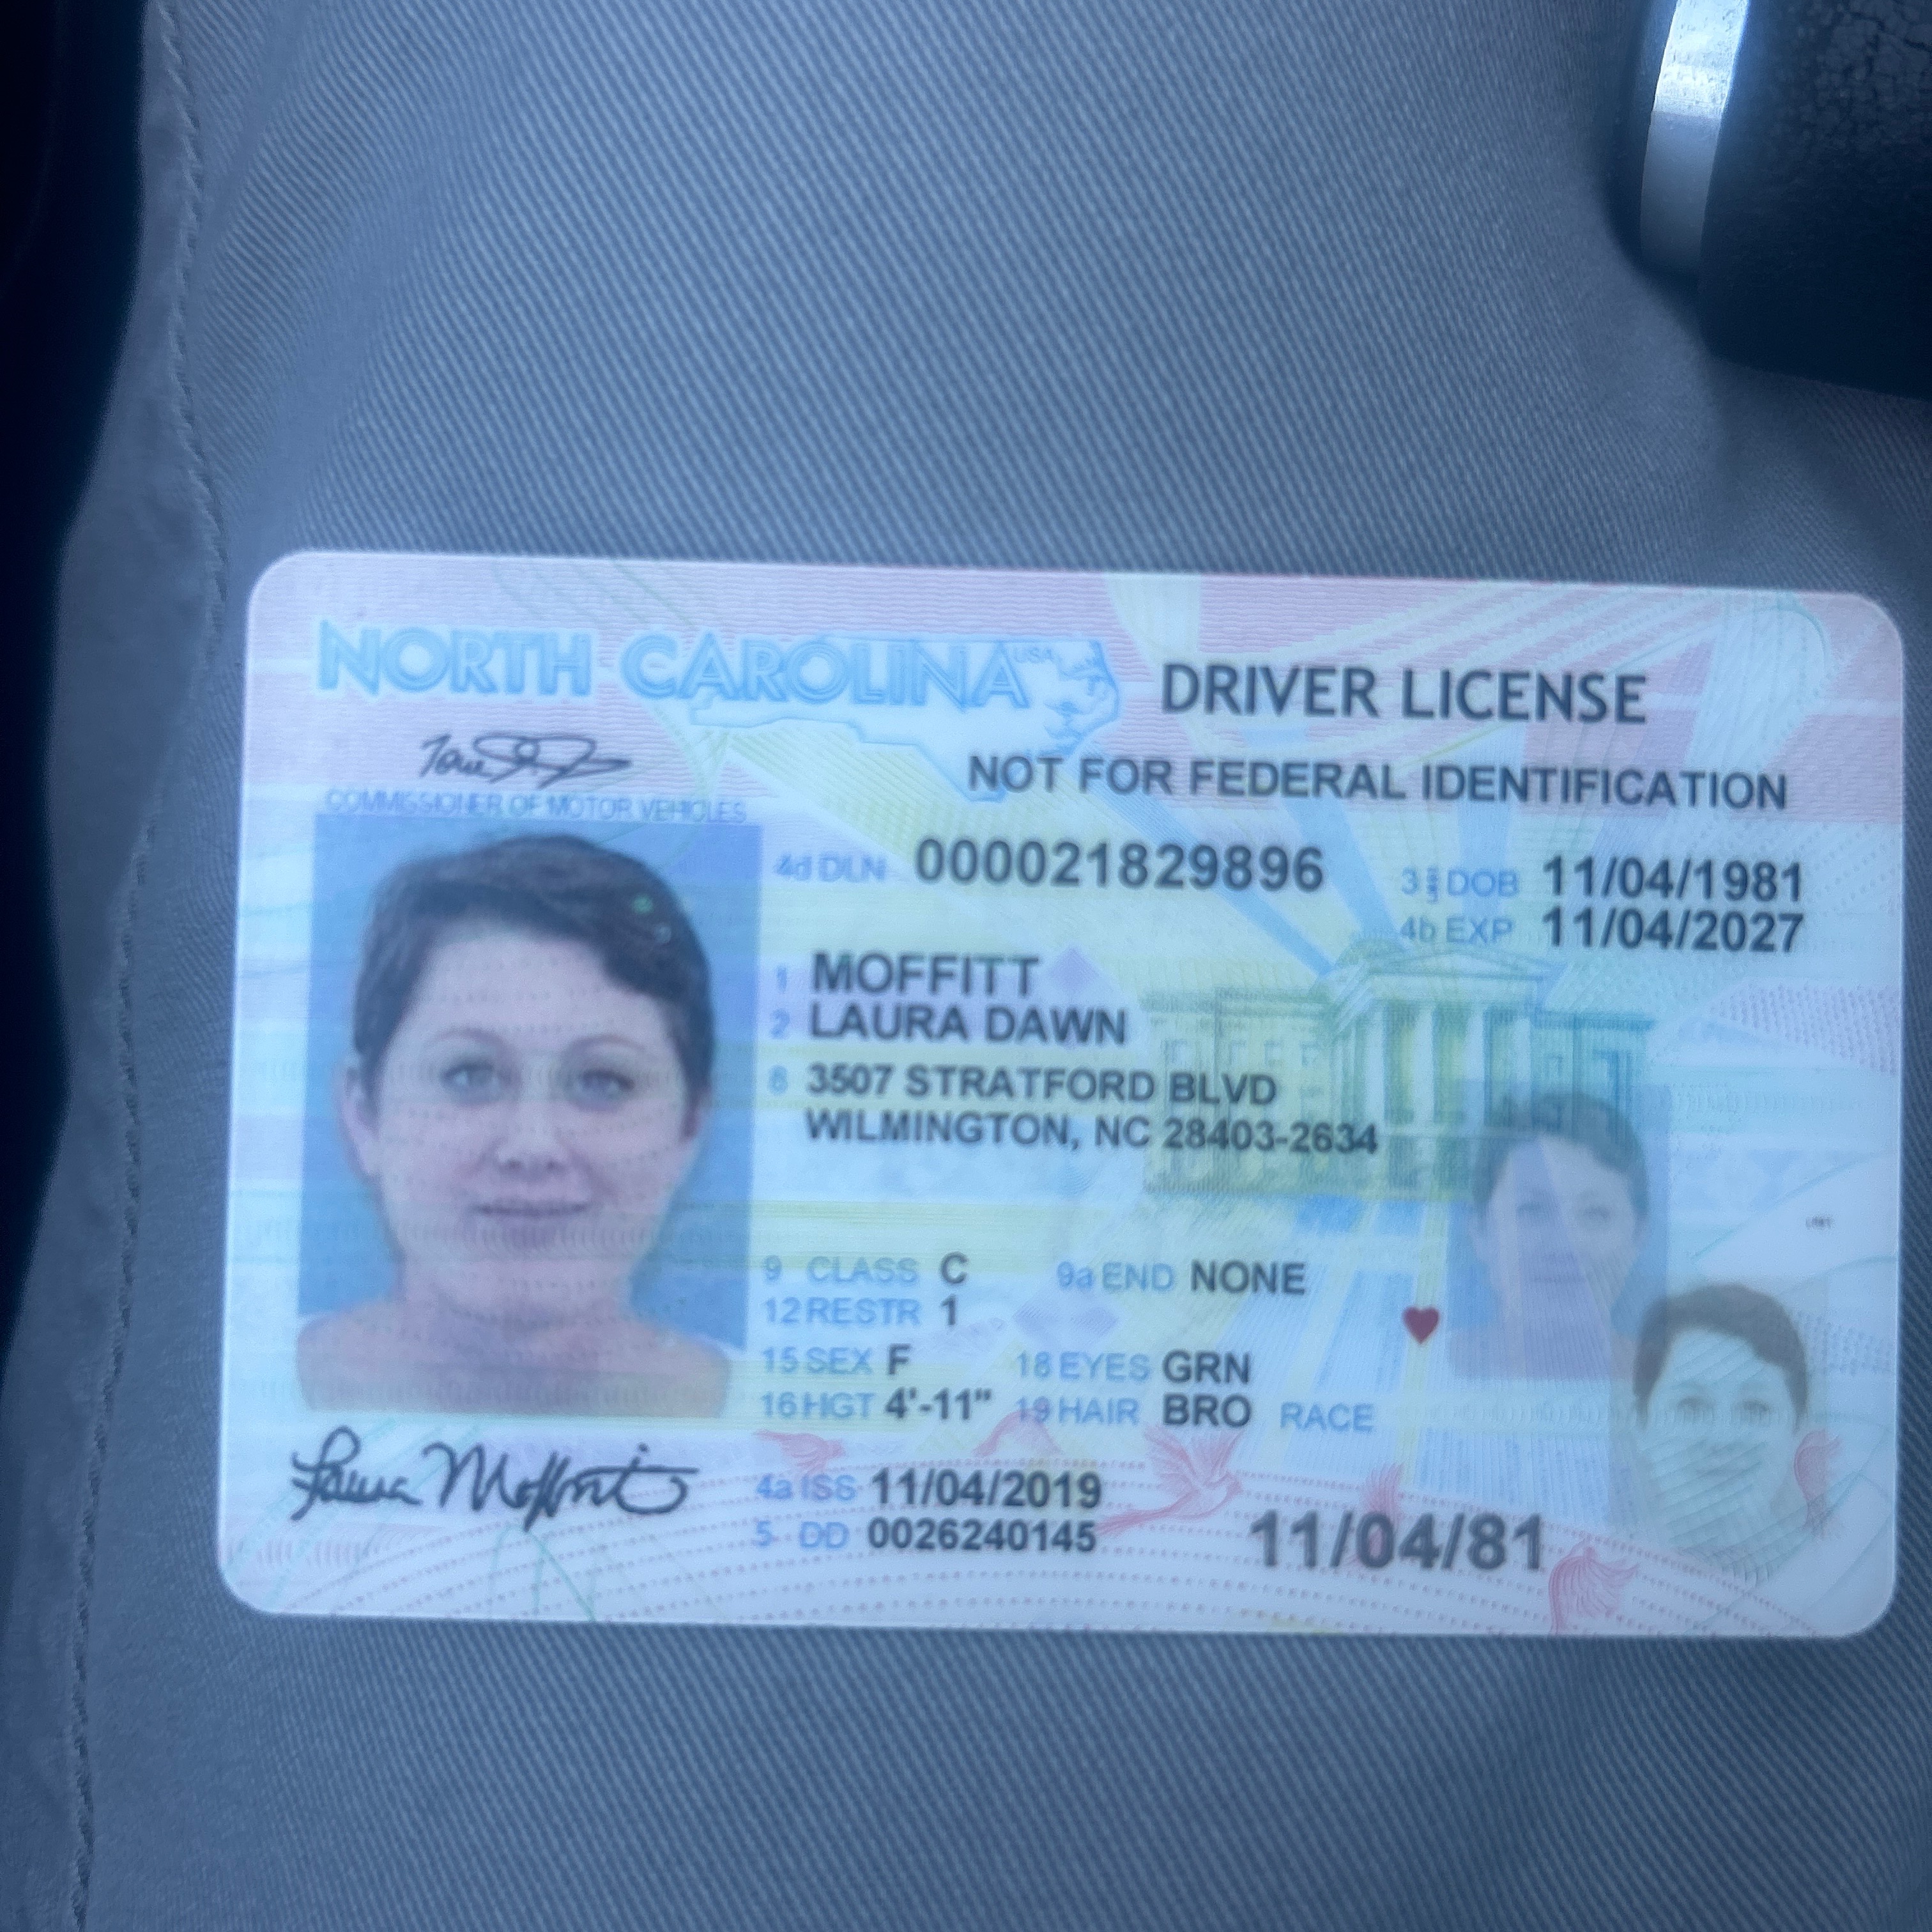 NORTH CAROLINA USA
DRIVER LICENSE
COMMISSIONER OF MOTOR VEHICLES
NOT FOR FEDERAL IDENTIFICATION
4d DLN 000021829896
3 DOB 11/04/1981
4b EXP 11/04/2027
1 MOFFITT
2 LAURA DAWN
8 3507 STRATFORD BLVD
WILMINGTON, NC 28403-2634
9 CLASS C 9a END NONE
12 RESTR 1
15 SEX F 18 EYES GRN
16 HGT 4'-11" 19 HAIR BRO RACE
Laura Moffitt
4a ISS 11/04/2019
5 DD 0026240145
11/04/81